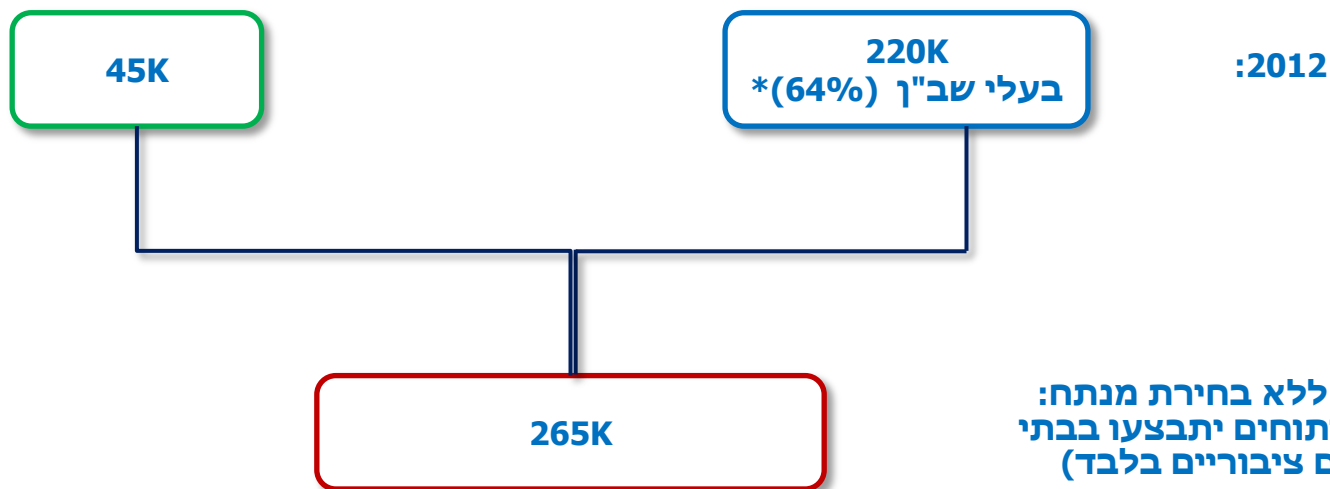 2012:
220K
בעלי שב"ן (64%)*
45K
ללא בחירת מנתח:
תוחים יתבצעו בבתי
ם ציבוריים בלבד)
265K